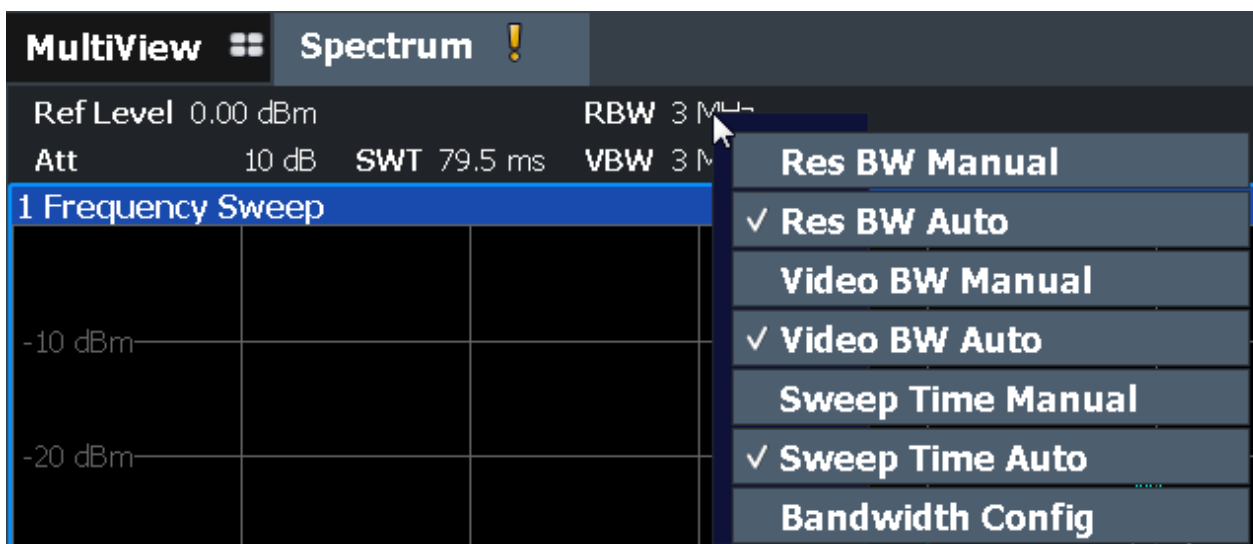 MultiView Spectrum !
Ref Level 0.00 dBm RBW 3
Att 10 dB SWT 79.5 ms VBW 3
Res BW Manual
1 Frequency Sweep
✓ Res BW Auto
Video BW Manual
-10 dBm
✓ Video BW Auto
Sweep Time Manual
-20 dBm
✓ Sweep Time Auto
Bandwidth Config